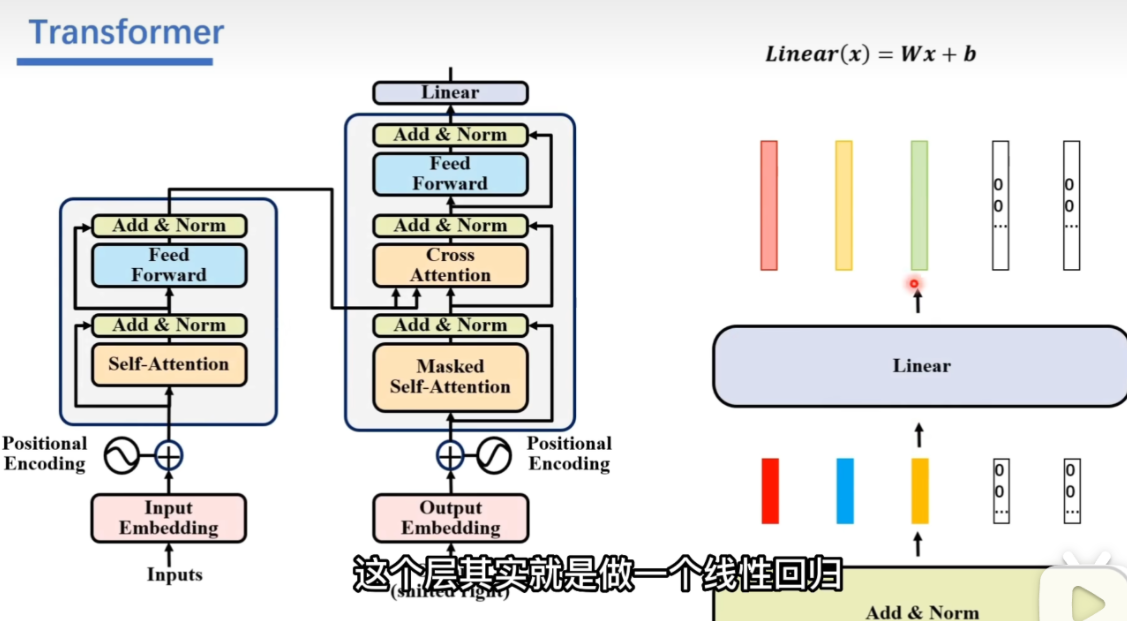 Transformer
Linear(x) = Wx + b
Linear
Add & Norm
Feed
Forward
Add & Norm
Cross
Attention
Add & Norm
Masked
Self-Attention
Add & Norm
Feed
Forward
Add & Norm
Self-Attention
Positional
Encoding
Positional
Encoding
Input
Embedding
Output
Embedding
Inputs
(shifted right)
0
0
...
0
0
...
Linear
0
0
...
0
0
...
Add & Norm
这个层其实就是做一个线性回归